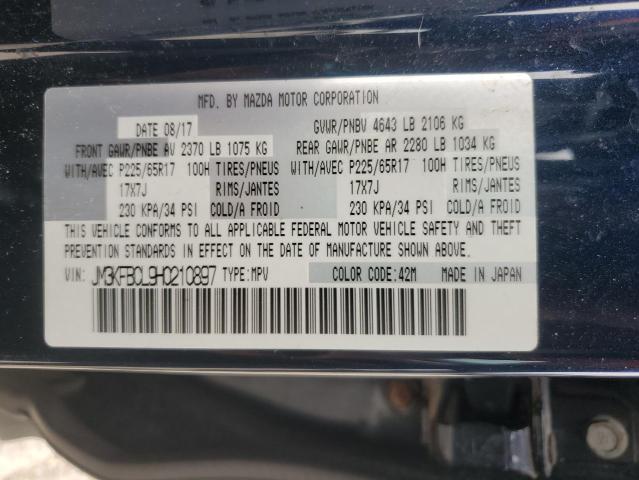 MFD. BY MAZDA MOTOR CORPORATION
DATE 08/17 GVWR/PNBV 4643 LB 2106 KG
FRONT GAWR/PNBE AV 2370 LB 1075 KG REAR GAWR/PNBE AR 2280 LB 1034 KG
WITH/AVEC P225/65R17 100H TIRES/PNEUS WITH/AVEC P225/65R17 100H TIRES/PNEUS
17X7J RIMS/JANTES 17X7J RIMS/JANTES
230 KPA/34 PSI COLD/A FROID 230 KPA/34 PSI COLD/A FROID
THIS VEHICLE CONFORMS TO ALL APPLICABLE FEDERAL MOTOR VEHICLE SAFETY AND THEFT
PREVENTION STANDARDS IN EFFECT ON THE DATE OF MANUFACTURE SHOWN ABOVE.
VIN: JM3KFBCL9H0210897 TYPE:MPV COLOR CODE:42M MADE IN JAPAN